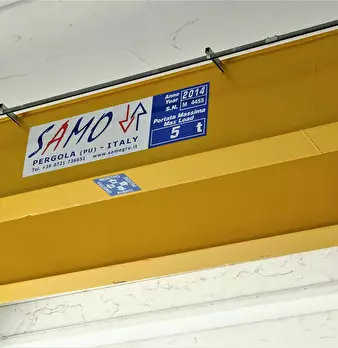 SAMO
PERGOLA (PU) - ITALY
Tel. +39 0721 736651 www.samogru.it
Anno
Year 2014
S.N. M 4455
Portata Massima
Max Load
5 t